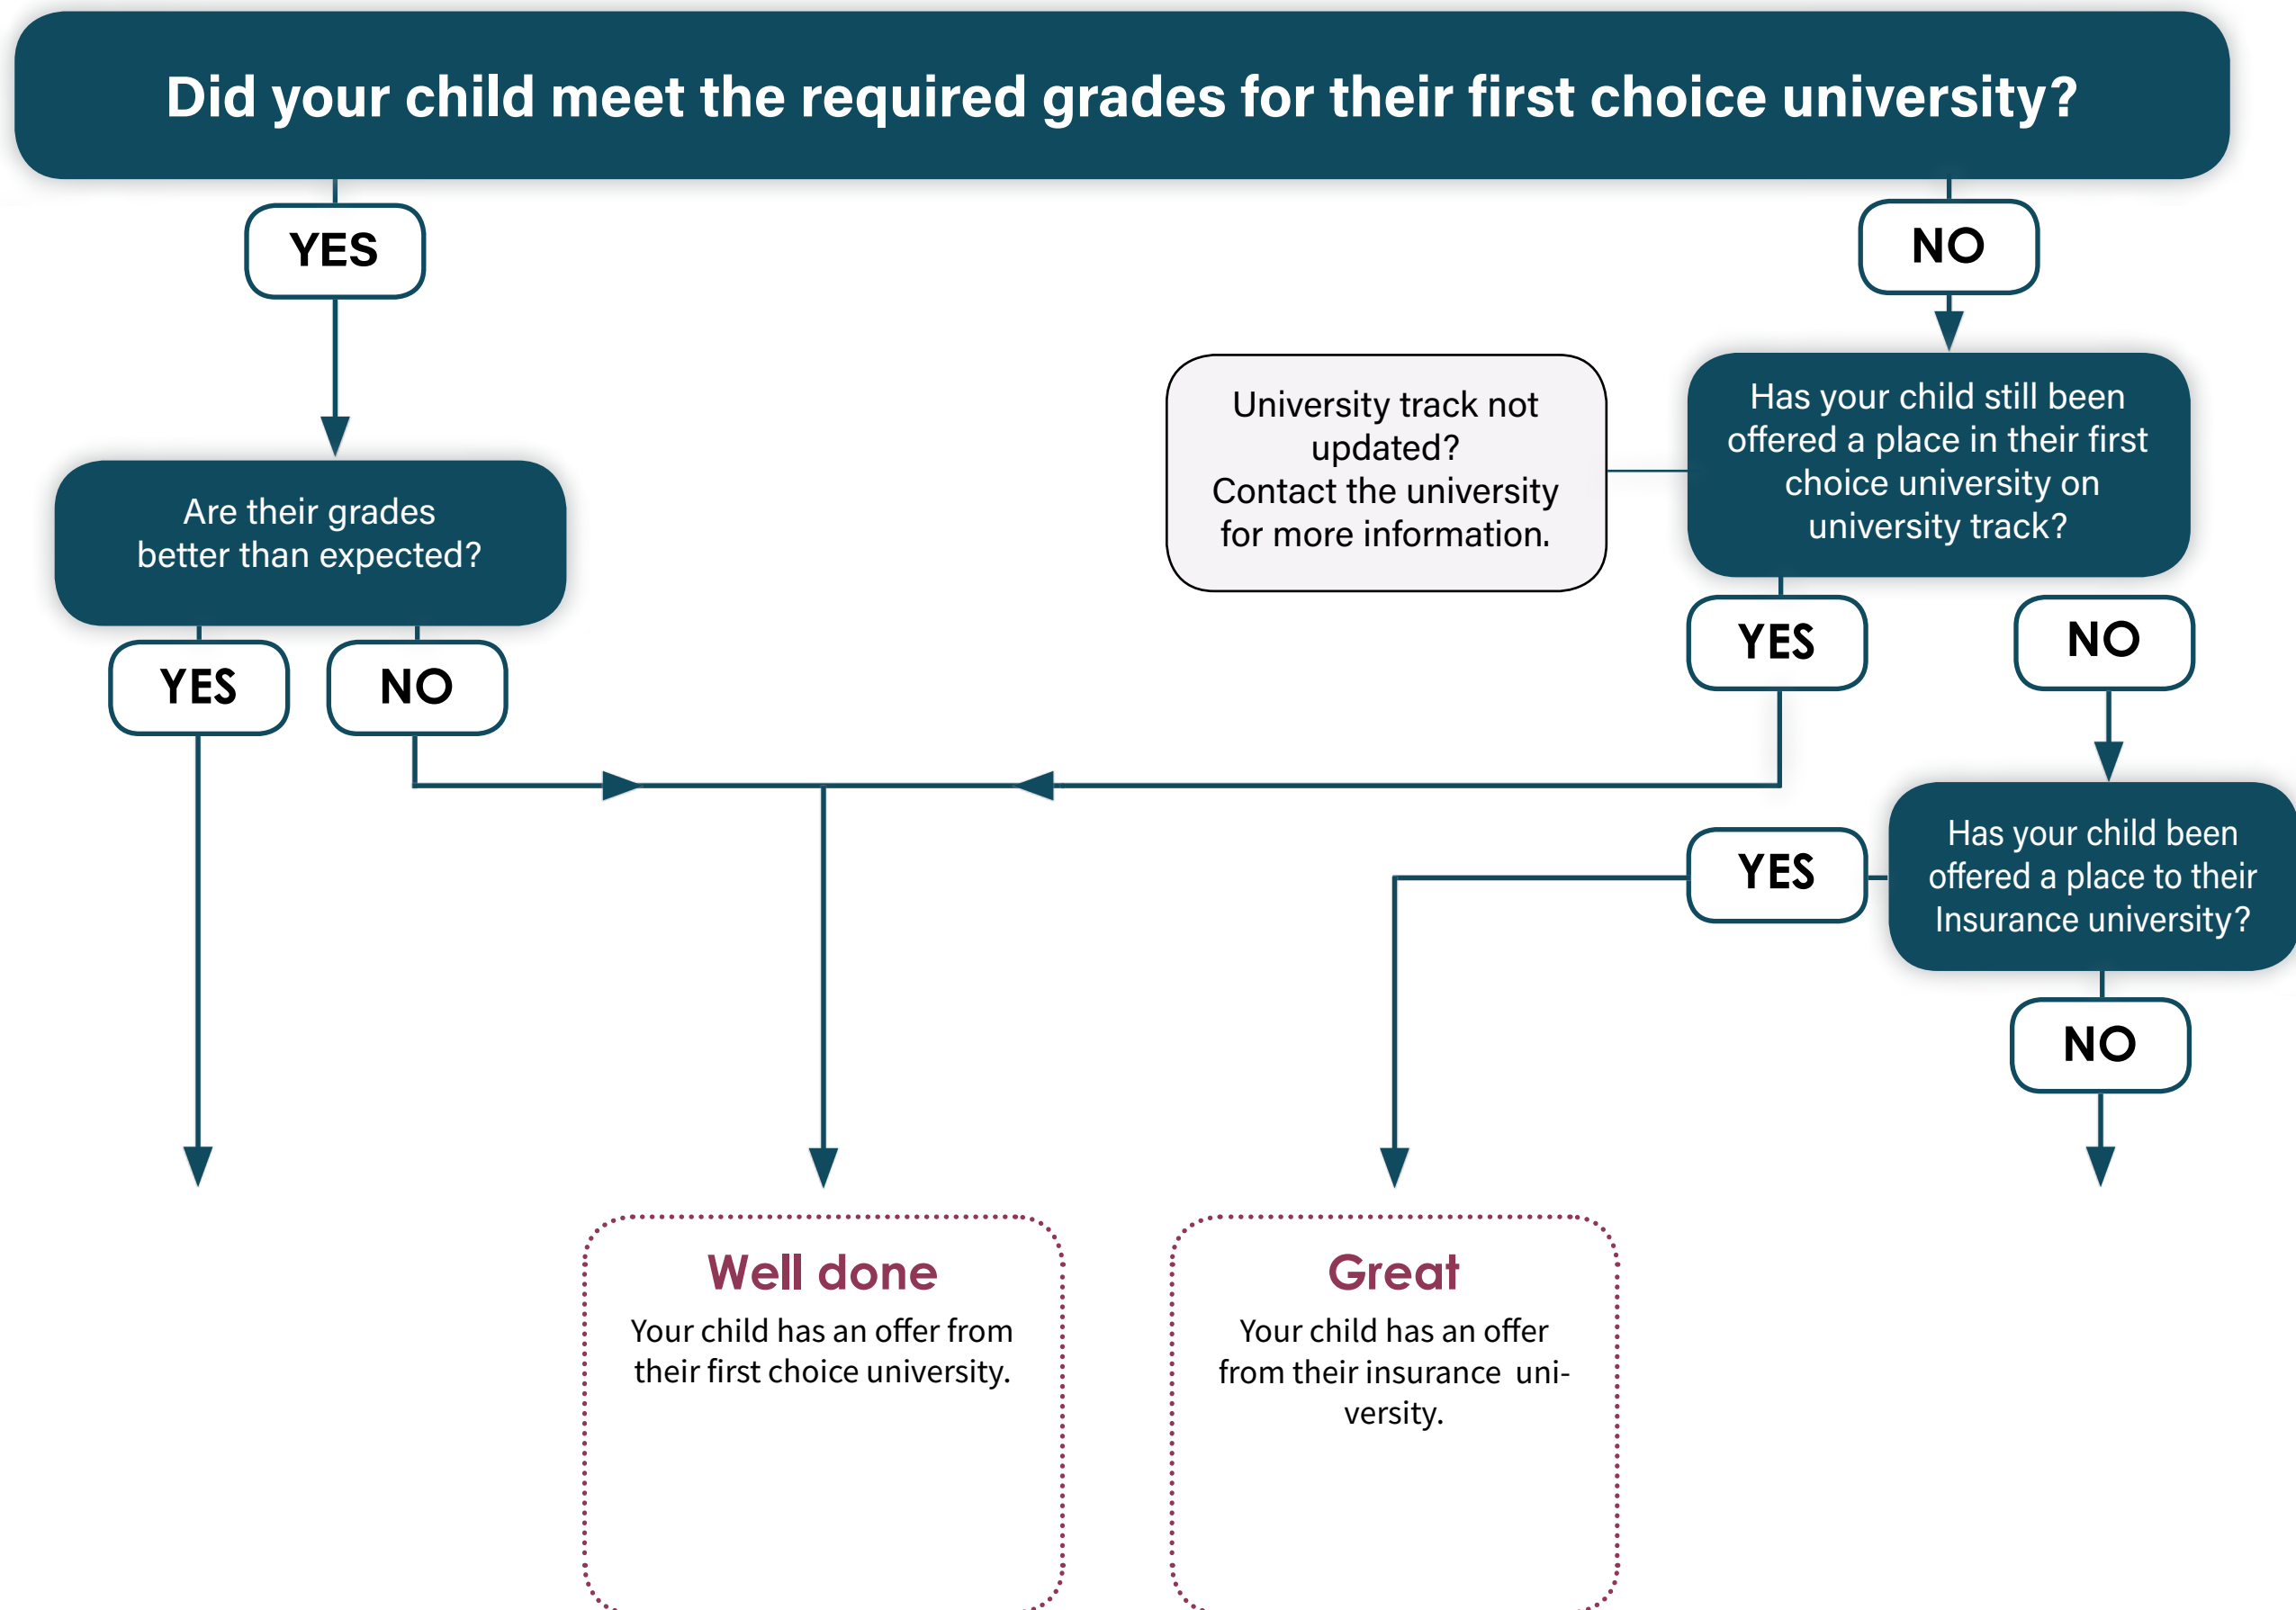 Did your child meet the required grades for their first choice university?
YES
NO
University track not
updated?
Contact the university
for more information.
Has your child still been
offered a place in their first
choice university on
university track?
Are their grades
better than expected?
YES
NO
YES
NO
YES
Has your child been
offered a place to their
Insurance university?
NO
Well done
Your child has an offer from
their first choice university.
Great
Your child has an offer
from their insurance uni-
versity.